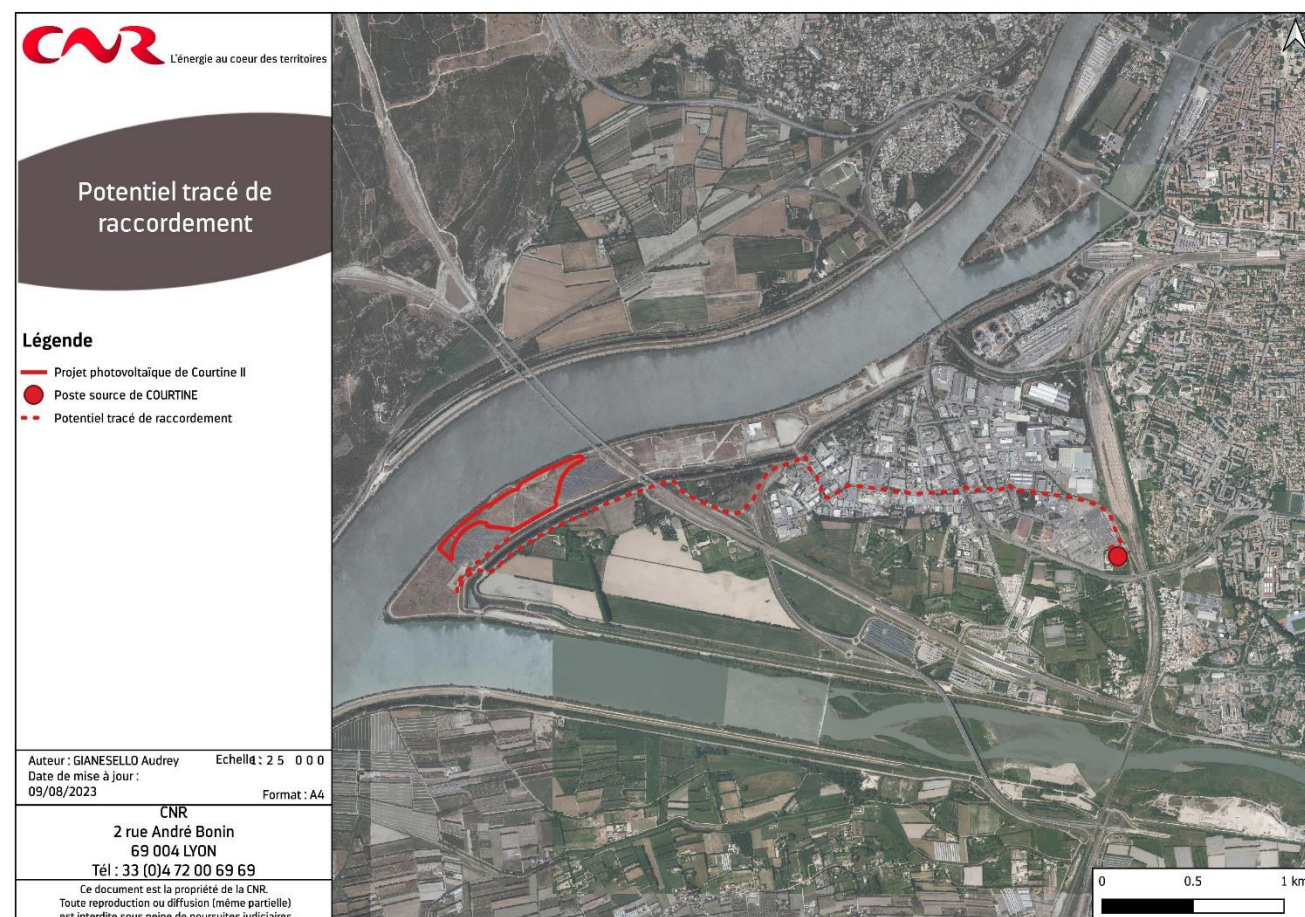 CNR
L'énergie au coeur des territoires
Potentiel tracé de
raccordement
Légende
Projet photovoltaïque de Courtine II
Poste source de COURTINE
Potentiel tracé de raccordement
Auteur : GIANESELLO Audrey
Echelle : 25 000
Date de mise à jour :
09/08/2023
Format : A4
CNR
2 rue André Bonin
69 004 LYON
Tél : 33 (0)4 72 00 69 69
Ce document est la propriété de la CNR.
Toute reproduction ou diffusion (même partielle)
est interdite sous peine de poursuites judiciaires
0 0.5 1 km